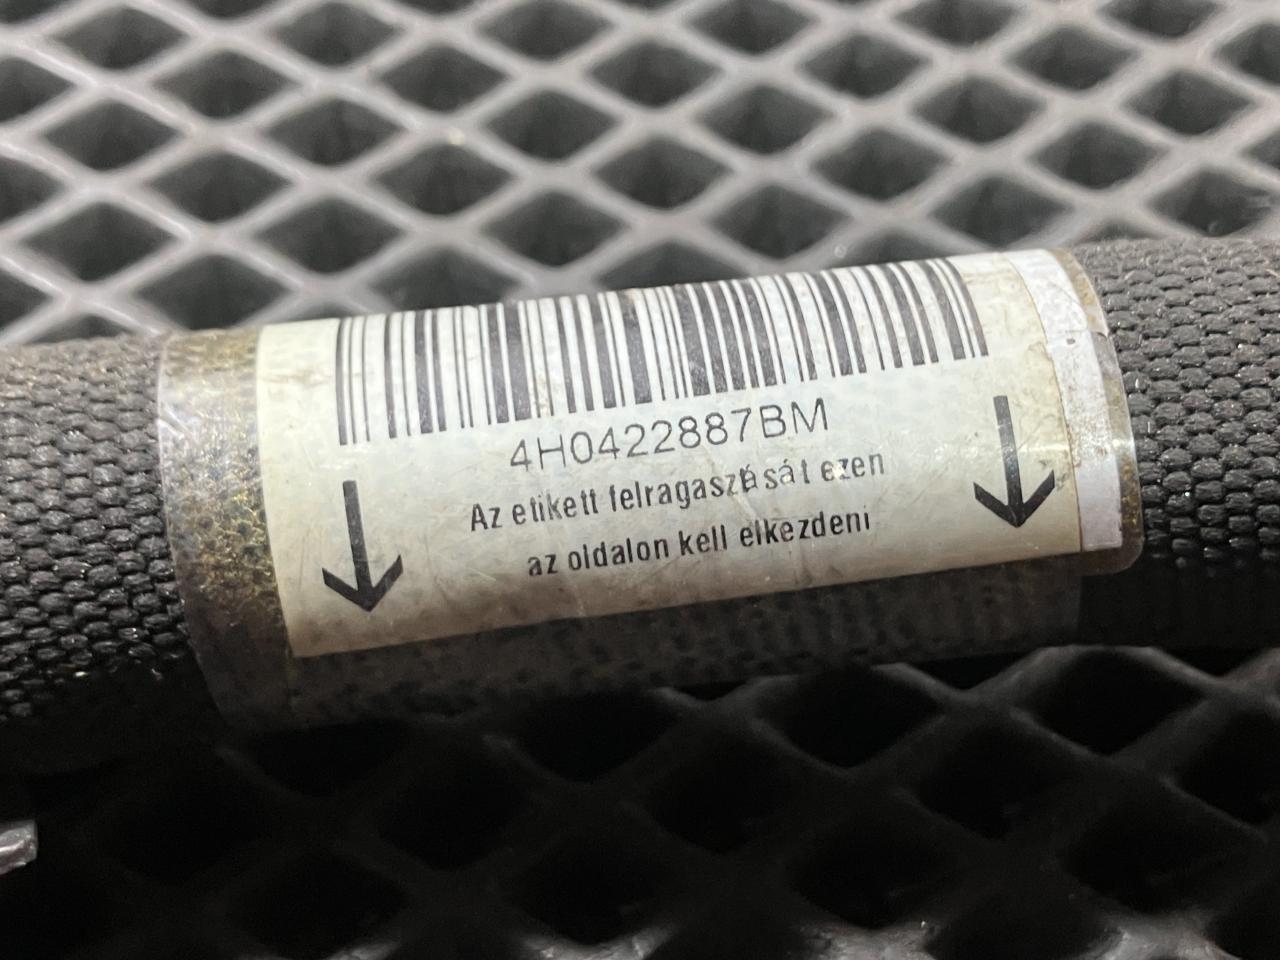 4H0422887BM
Az etikett felragasztását ezen
az oldalon kell elkezdeni